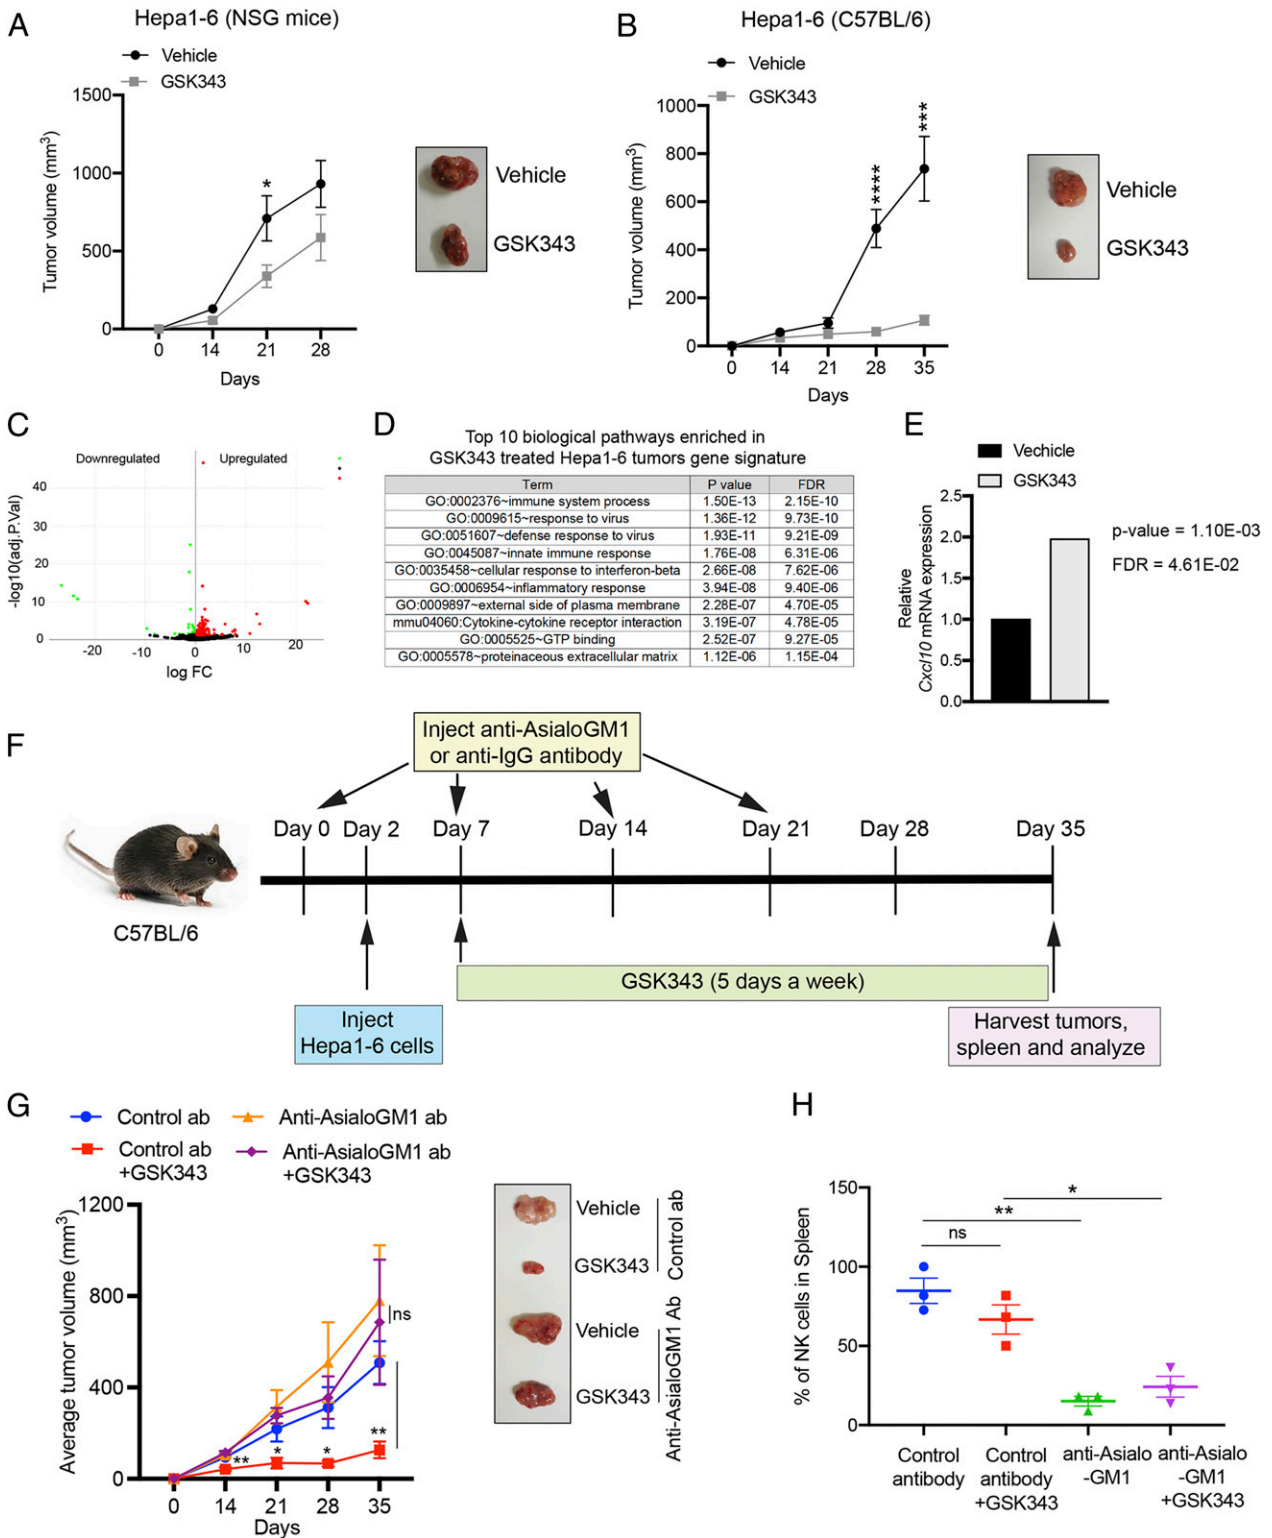 A
Hepa1-6 (NSG mice)
Vehicle
GSK343
Tumor volume (mm3)
1500
1000
500
0
*
0 14 21 28
Days
Vehicle
GSK343
B
Hepa1-6 (C57BL/6)
Vehicle
GSK343
Tumor volume (mm3)
1000
800
600
400
200
0
****
***
0 14 21 28 35
Days
Vehicle
GSK343
C
Downregulated Upregulated
-log10(adj.P.Val)
40
30
20
10
0
-20 -10 0 10 20
log FC
D
Top 10 biological pathways enriched in
GSK343 treated Hepa1-6 tumors gene signature
Term P value FDR
GO:0002376~immune system process 1.50E-13 2.15E-10
GO:0009615~response to virus 1.36E-12 9.73E-10
GO:0051607~defense response to virus 1.93E-11 9.21E-09
GO:0045087~innate immune response 1.76E-08 6.31E-06
GO:0035458~cellular response to interferon-beta 2.66E-08 7.62E-06
GO:0006954~inflammatory response 3.94E-08 9.40E-06
GO:0009897~external side of plasma membrane 2.28E-07 4.70E-05
mmu04060:Cytokine-cytokine receptor interaction 3.19E-07 4.78E-05
GO:0005525~GTP binding 2.52E-07 9.27E-05
GO:0005578~proteinaceous extracellular matrix 1.12E-06 1.15E-04
E
Vechicle
GSK343
Relative
Cxcl10 mRNA expression
2.5
2.0
1.5
1.0
0.5
0.0
p-value = 1.10E-03
FDR = 4.61E-02
F
Inject anti-AsialoGM1
or anti-IgG antibody
Day 0 Day 2 Day 7 Day 14 Day 21 Day 28 Day 35
C57BL/6
GSK343 (5 days a week)
Inject
Hepa1-6 cells
Harvest tumors,
spleen and analyze
G
Control ab
Anti-AsialoGM1 ab
Control ab
+GSK343
Anti-AsialoGM1 ab
+GSK343
Average tumor volume (mm3)
1200
800
400
0
ns
**
*
*
**
0 14 21 28 35
Days
Vehicle
GSK343
Control ab
Vehicle
GSK343
Anti-AsialoGM1 Ab
H
% of NK cells in Spleen
150
100
50
0
*
**
ns
Control
antibody
Control
antibody
+GSK343
anti-Asialo
-GM1
anti-Asialo
-GM1
+GSK343